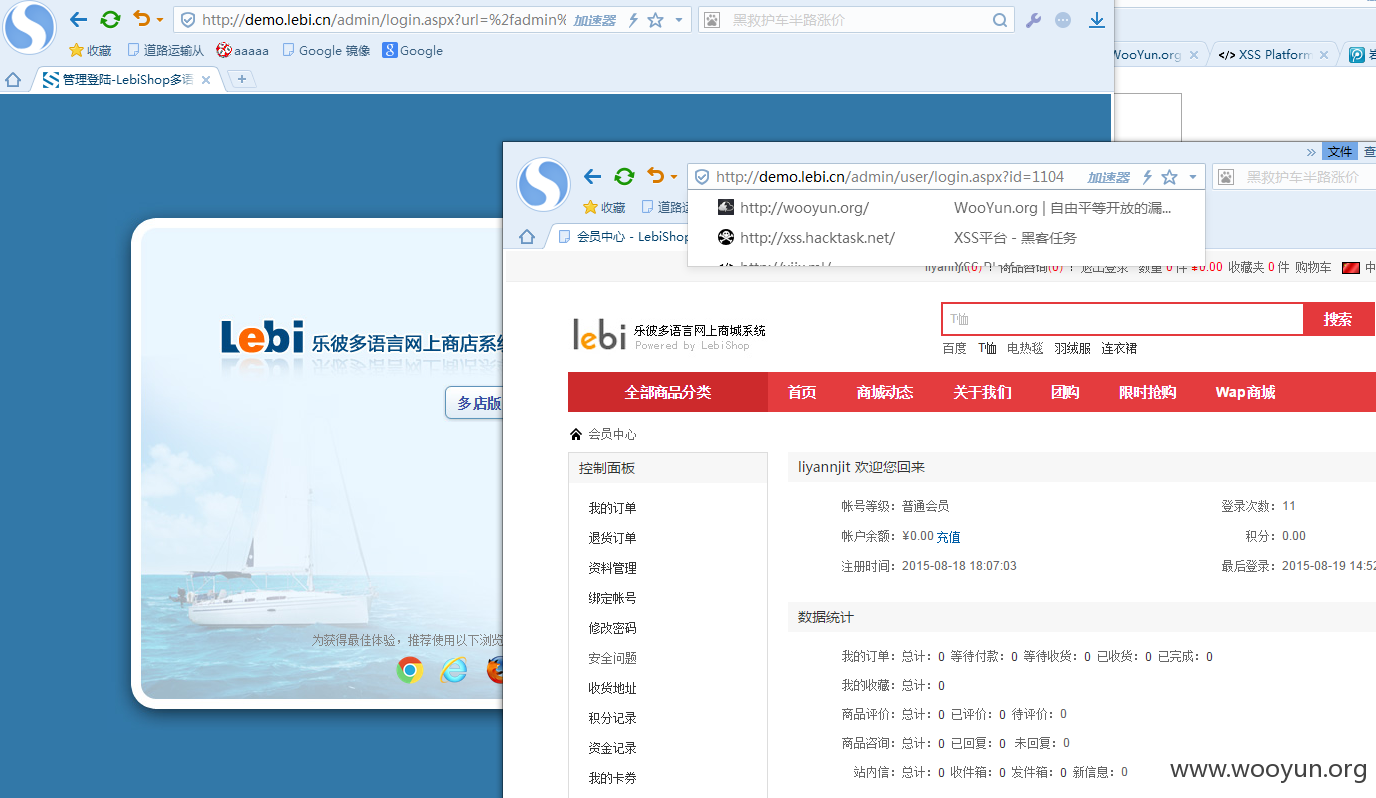 http://demo.lebi.cn/admin/login.aspx?url=%2fadmin% 加速器
黑救护车半路涨价
收藏 道路运输从 aaaaa Google 镜像 Google
管理登陆-LebiShop多语
WooYun.org
</> XSS Platform
Lebi 乐彼多语言网上商店系统
多店版
为获得最佳体验，推荐使用以下浏览
» 文件 查
http://demo.lebi.cn/admin/user/login.aspx?id=1104 加速器
黑救护车半路涨价
收藏 道路运
会员中心 - LebiShop
http://wooyun.org/ WooYun.org | 自由平等开放的漏...
http://xss.hacktask.net/ XSS平台 - 黑客任务
liyannjit(0) ! 商品咨询(0) ! 退出登录 数量 0 件 ¥0.00 收藏夹 0 件 购物车 中
lebi 乐彼多语言网上商城系统
Powered by LebiShop
T恤 搜索
百度 T恤 电热毯 羽绒服 连衣裙
全部商品分类 首页 商城动态 关于我们 团购 限时抢购 Wap商城
会员中心
控制面板
我的订单
退货订单
资料管理
绑定帐号
修改密码
安全问题
收货地址
积分记录
资金记录
我的卡券
liyannjit 欢迎您回来
帐号等级：普通会员 登录次数：11
帐户余额：¥0.00 充值 积分：0.00
注册时间：2015-08-18 18:07:03 最后登录：2015-08-19 14:52
数据统计
我的订单：总计：0 等待付款：0 等待收货：0 已收货：0 已完成：0
我的收藏：总计：0
商品评价：总计：0 已评价：0 待评价：0
商品咨询：总计：0 已回复：0 未回复：0
站内信：总计：0 收件箱：0 发件箱：0 新信息：0
www.wooyun.org